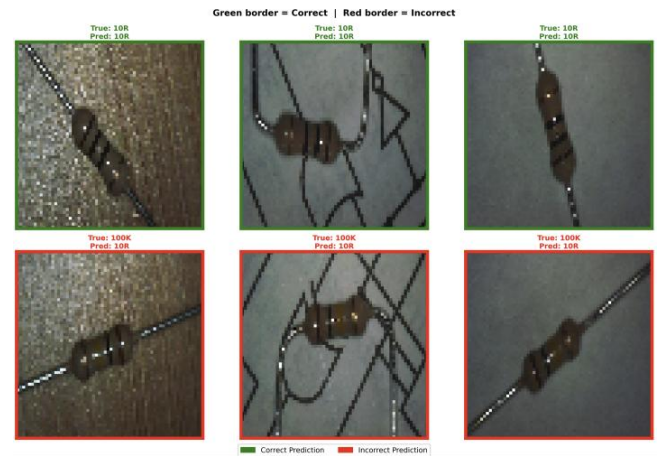 Green border = Correct | Red border = Incorrect
True: 10R
Pred: 10R
True: 10R
Pred: 10R
True: 10R
Pred: 10R
True: 100K
Pred: 10R
True: 100K
Pred: 10R
True: 100K
Pred: 10R
Correct Prediction
Incorrect Prediction